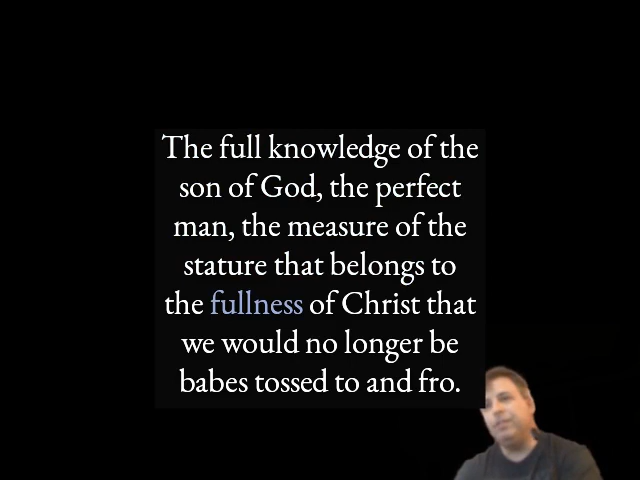 The full knowledge of the
son of God, the perfect
man, the measure of the
stature that belongs to
the fullness of Christ that
we would no longer be
babes tossed to and fro.